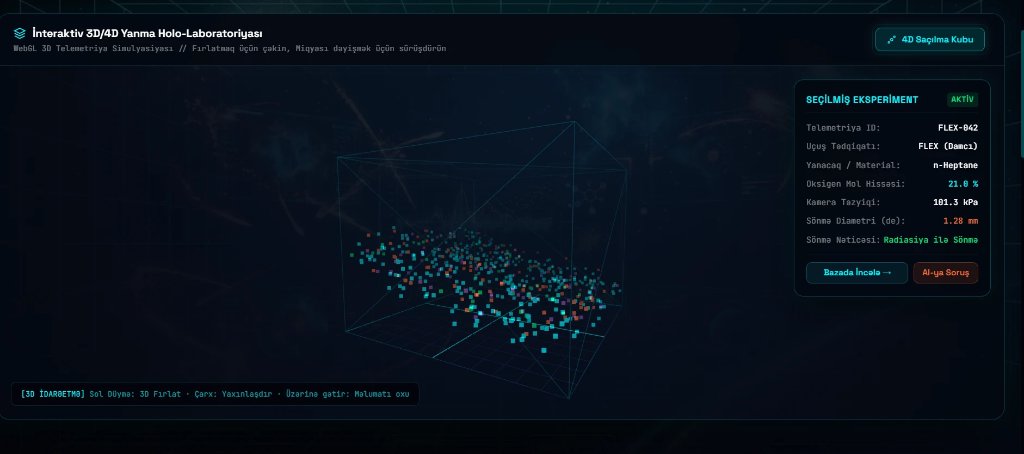 İnteraktiv 3D/4D Yanma Holo-Laboratoriyası
WebGL 3D Telemetriya Simulyasiyası // Fırlatmaq üçün çəkin, Miqyası dəyişmək üçün sürüşdürün
4D Saçılma Kubu
SEÇİLMİŞ EKSPERİMENT
AKTİV
Telemetriya ID: FLEX-042
Uçuş Tədqiqatı: FLEX (Damcı)
Yanacaq / Material: n-Heptane
Oksigen Mol Hissəsi: 21.0 %
Kamera Təzyiqi: 101.3 kPa
Sönmə Diametri (de): 1.28 mm
Sönmə Nəticəsi: Radiasiya ilə Sönmə
Bazada İncələ →
AI-ya Soruş
[3D İDARƏETMƏ] Sol Düymə: 3D Fırlat · Çarx: Yaxınlaşdır · Üzərinə gətir: Məlumatı oxu